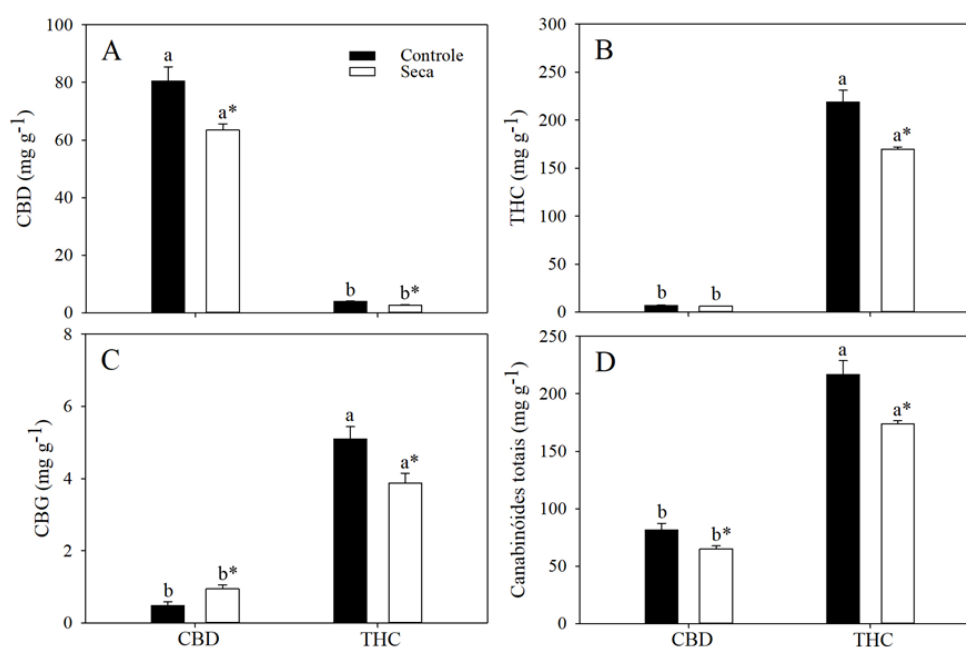 A
CBD (mg g-1)
100
80
60
40
20
0
a
a*
b
b*
Controle
Seca
B
THC (mg g-1)
300
250
200
150
100
50
0
b
b
a
a*
C
CBG (mg g-1)
8
6
4
2
0
b
b*
a
a*
CBD
THC
D
Canabinóides totais (mg g-1)
250
200
150
100
50
0
b
b*
a
a*
CBD
THC